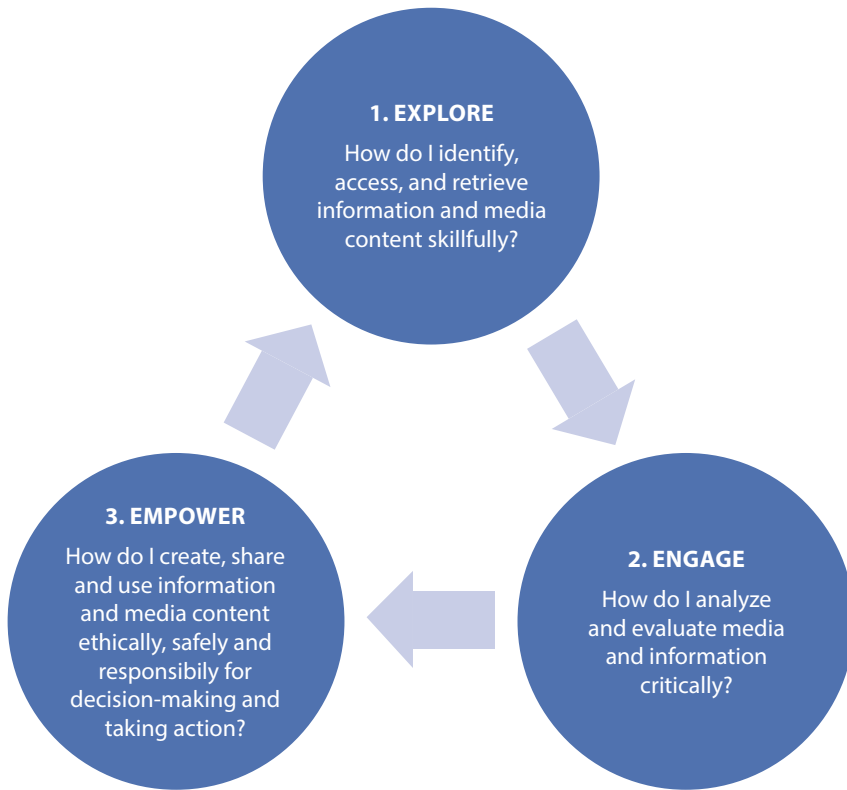 1. EXPLORE
How do I identify,
access, and retrieve
information and media
content skillfully?
2. ENGAGE
How do I analyze
and evaluate media
and information
critically?
3. EMPOWER
How do I create, share
and use information
and media content
ethically, safely and
responsibily for
decision-making and
taking action?